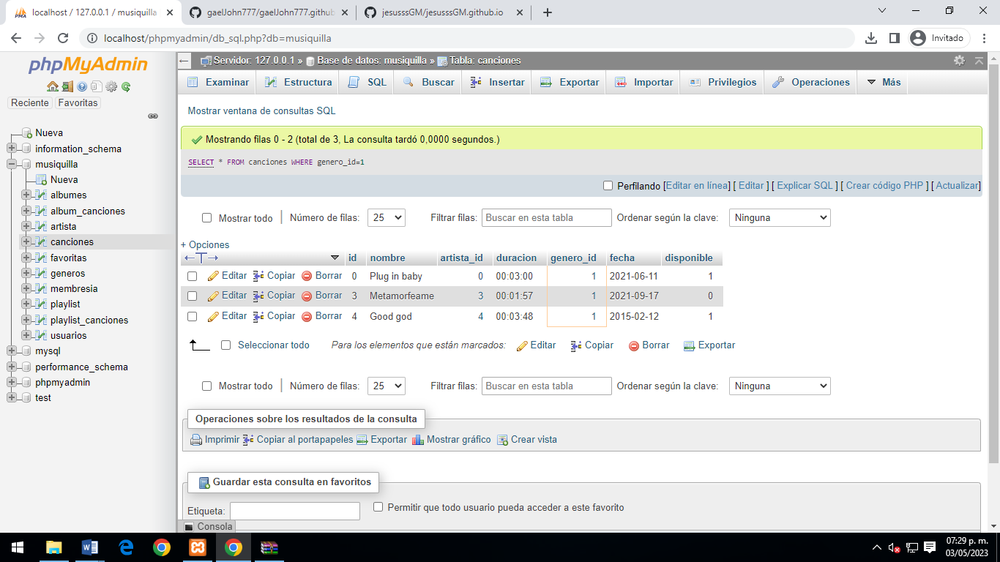 localhost / 127.0.0.1 / musiquilla
gaelJohn777/gaelJohn777.github
jesusssGM/jesusssGM.github.io
localhost/phpmyadmin/db_sql.php?db=musiquilla
Invitado
phpMyAdmin
Reciente Favoritas
Nueva
information_schema
musiquilla
Nueva
albumes
album_canciones
artista
canciones
favoritas
generos
membresia
playlist
playlist_canciones
usuarios
mysql
performance_schema
phpmyadmin
test
Servidor: 127.0.0.1 » Base de datos: musiquilla » Tabla: canciones
Examinar Estructura SQL Buscar Insertar Exportar Importar Privilegios Operaciones Más
Mostrar ventana de consultas SQL
Mostrando filas 0 - 2 (total de 3, La consulta tardó 0,0000 segundos.)
SELECT * FROM canciones WHERE genero_id=1
Perfilando [Editar en línea] [ Editar ] [ Explicar SQL ] [ Crear código PHP ] [ Actualizar]
Mostrar todo | Número de filas: 25 Filtrar filas: Buscar en esta tabla Ordenar según la clave: Ninguna
+ Opciones
←T→ id nombre artista_id duracion genero_id fecha disponible
Editar Copiar Borrar 0 Plug in baby 0 00:03:00 1 2021-06-11 1
Editar Copiar Borrar 3 Metamorfeame 3 00:01:57 1 2021-09-17 0
Editar Copiar Borrar 4 Good god 4 00:03:48 1 2015-02-12 1
Seleccionar todo Para los elementos que están marcados: Editar Copiar Borrar Exportar
Mostrar todo | Número de filas: 25 Filtrar filas: Buscar en esta tabla Ordenar según la clave: Ninguna
Operaciones sobre los resultados de la consulta
Imprimir Copiar al portapapeles Exportar Mostrar gráfico Crear vista
Guardar esta consulta en favoritos
Etiqueta: Permitir que todo usuario pueda acceder a este favorito
Consola
07:29 p. m.
03/05/2023